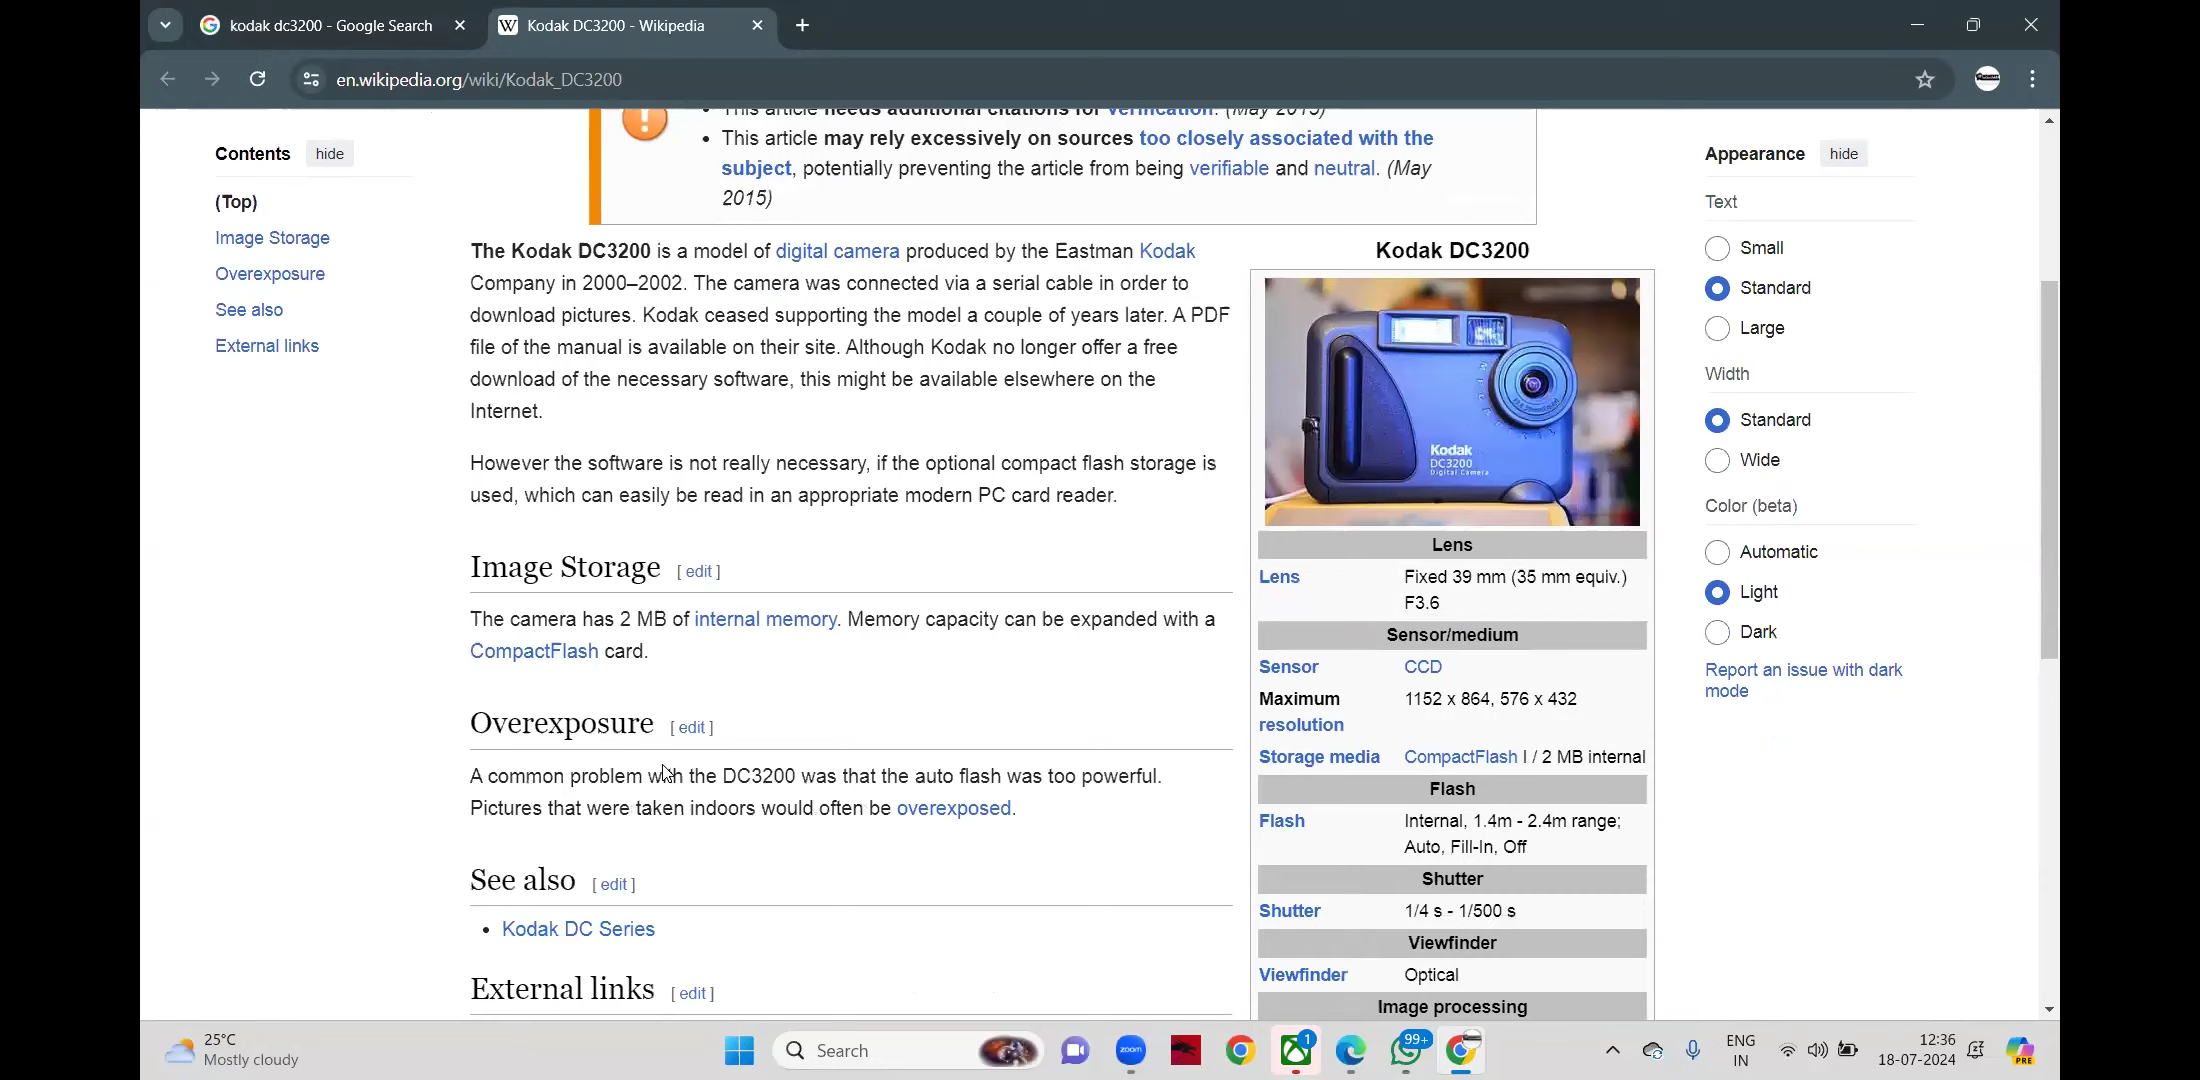 kodak dc3200 - Google Search
Kodak DC3200 - Wikipedia
en.wikipedia.org/wiki/Kodak_DC3200
Contents hide
(Top)
Image Storage
Overexposure
See also
External links
This article needs additional citations for verification. (May 2015)
This article may rely excessively on sources too closely associated with the
subject, potentially preventing the article from being verifiable and neutral. (May
2015)
The Kodak DC3200 is a model of digital camera produced by the Eastman Kodak
Company in 2000–2002. The camera was connected via a serial cable in order to
download pictures. Kodak ceased supporting the model a couple of years later. A PDF
file of the manual is available on their site. Although Kodak no longer offer a free
download of the necessary software, this might be available elsewhere on the
Internet.
However the software is not really necessary, if the optional compact flash storage is
used, which can easily be read in an appropriate modern PC card reader.
Image Storage [ edit ]
The camera has 2 MB of internal memory. Memory capacity can be expanded with a
CompactFlash card.
Overexposure [ edit ]
A common problem with the DC3200 was that the auto flash was too powerful.
Pictures that were taken indoors would often be overexposed.
See also [ edit ]
• Kodak DC Series
External links [ edit ]
Kodak DC3200
Kodak
DC3200
Digital Camera
Lens
Lens Fixed 39 mm (35 mm equiv.)
F3.6
Sensor/medium
Sensor CCD
Maximum 1152 x 864, 576 x 432
resolution
Storage media CompactFlash I / 2 MB internal
Flash
Flash Internal, 1.4m - 2.4m range;
Auto, Fill-In, Off
Shutter
Shutter 1/4 s - 1/500 s
Viewfinder
Viewfinder Optical
Image processing
Appearance hide
Text
Small
Standard
Large
Width
Standard
Wide
Color (beta)
Automatic
Light
Dark
Report an issue with dark
mode
25°C
Mostly cloudy
Search
zoom
1
99+
ENG
IN
12:36
18-07-2024
PRE